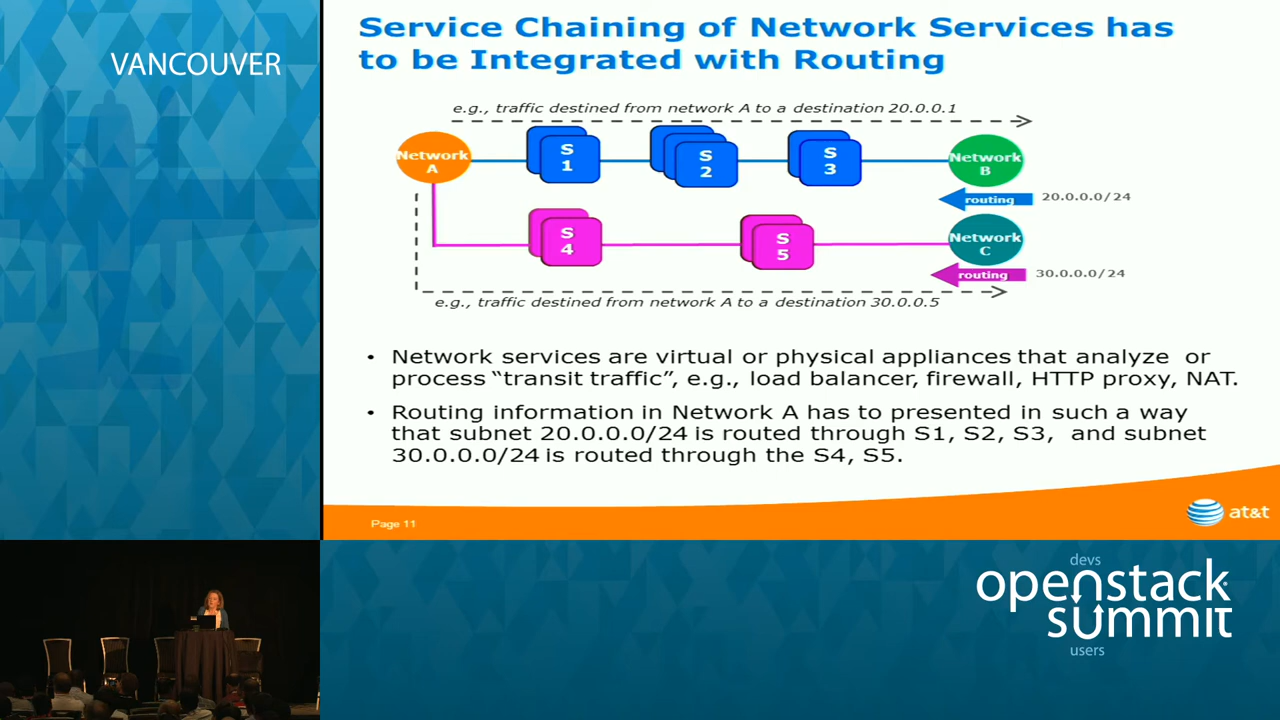 VANCOUVER
Service Chaining of Network Services has
to be Integrated with Routing
e.g., traffic destined from network A to a destination 20.0.0.1
Network
A
S
1
S
2
S
3
Network
B
routing
20.0.0.0/24
S
4
S
5
Network
C
routing
30.0.0.0/24
e.g., traffic destined from network A to a destination 30.0.0.5
• Network services are virtual or physical appliances that analyze or
process “transit traffic”, e.g., load balancer, firewall, HTTP proxy, NAT.
• Routing information in Network A has to presented in such a way
that subnet 20.0.0.0/24 is routed through S1, S2, S3, and subnet
30.0.0.0/24 is routed through the S4, S5.
Page 11
at&t
devs
openstack
summit
users